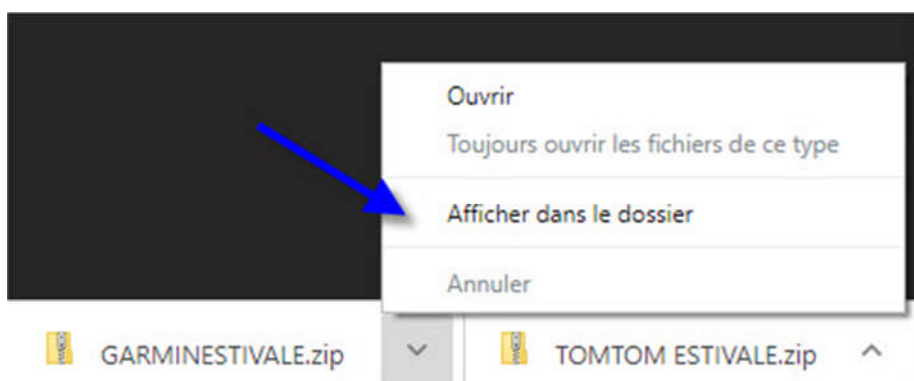 Ouvrir
Toujours ouvrir les fichiers de ce type
Afficher dans le dossier
Annuler
GARMINESTIVALE.zip
TOMTOM ESTIVALE.zip